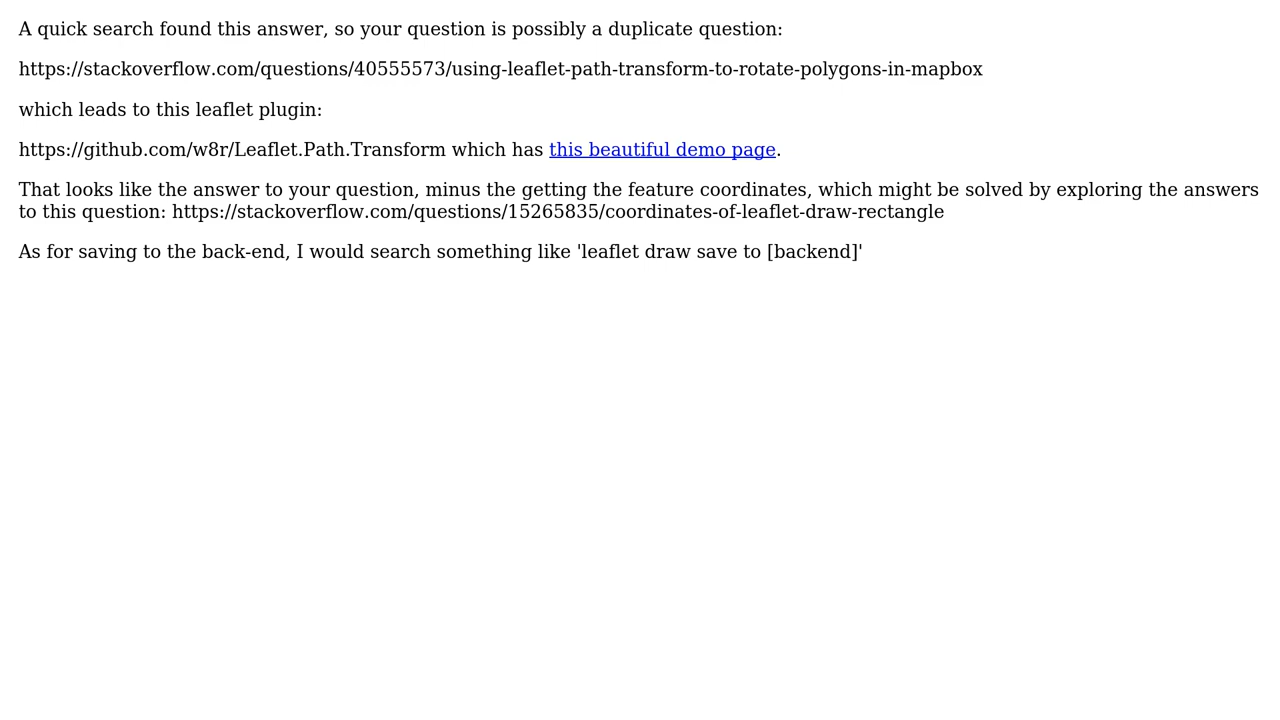 A quick search found this answer, so your question is possibly a duplicate question:
https://stackoverflow.com/questions/40555573/using-leaflet-path-transform-to-rotate-polygons-in-mapbox
which leads to this leaflet plugin:
https://github.com/w8r/Leaflet.Path.Transform which has this beautiful demo page.
That looks like the answer to your question, minus the getting the feature coordinates, which might be solved by exploring the answers
to this question: https://stackoverflow.com/questions/15265835/coordinates-of-leaflet-draw-rectangle
As for saving to the back-end, I would search something like 'leaflet draw save to [backend]'